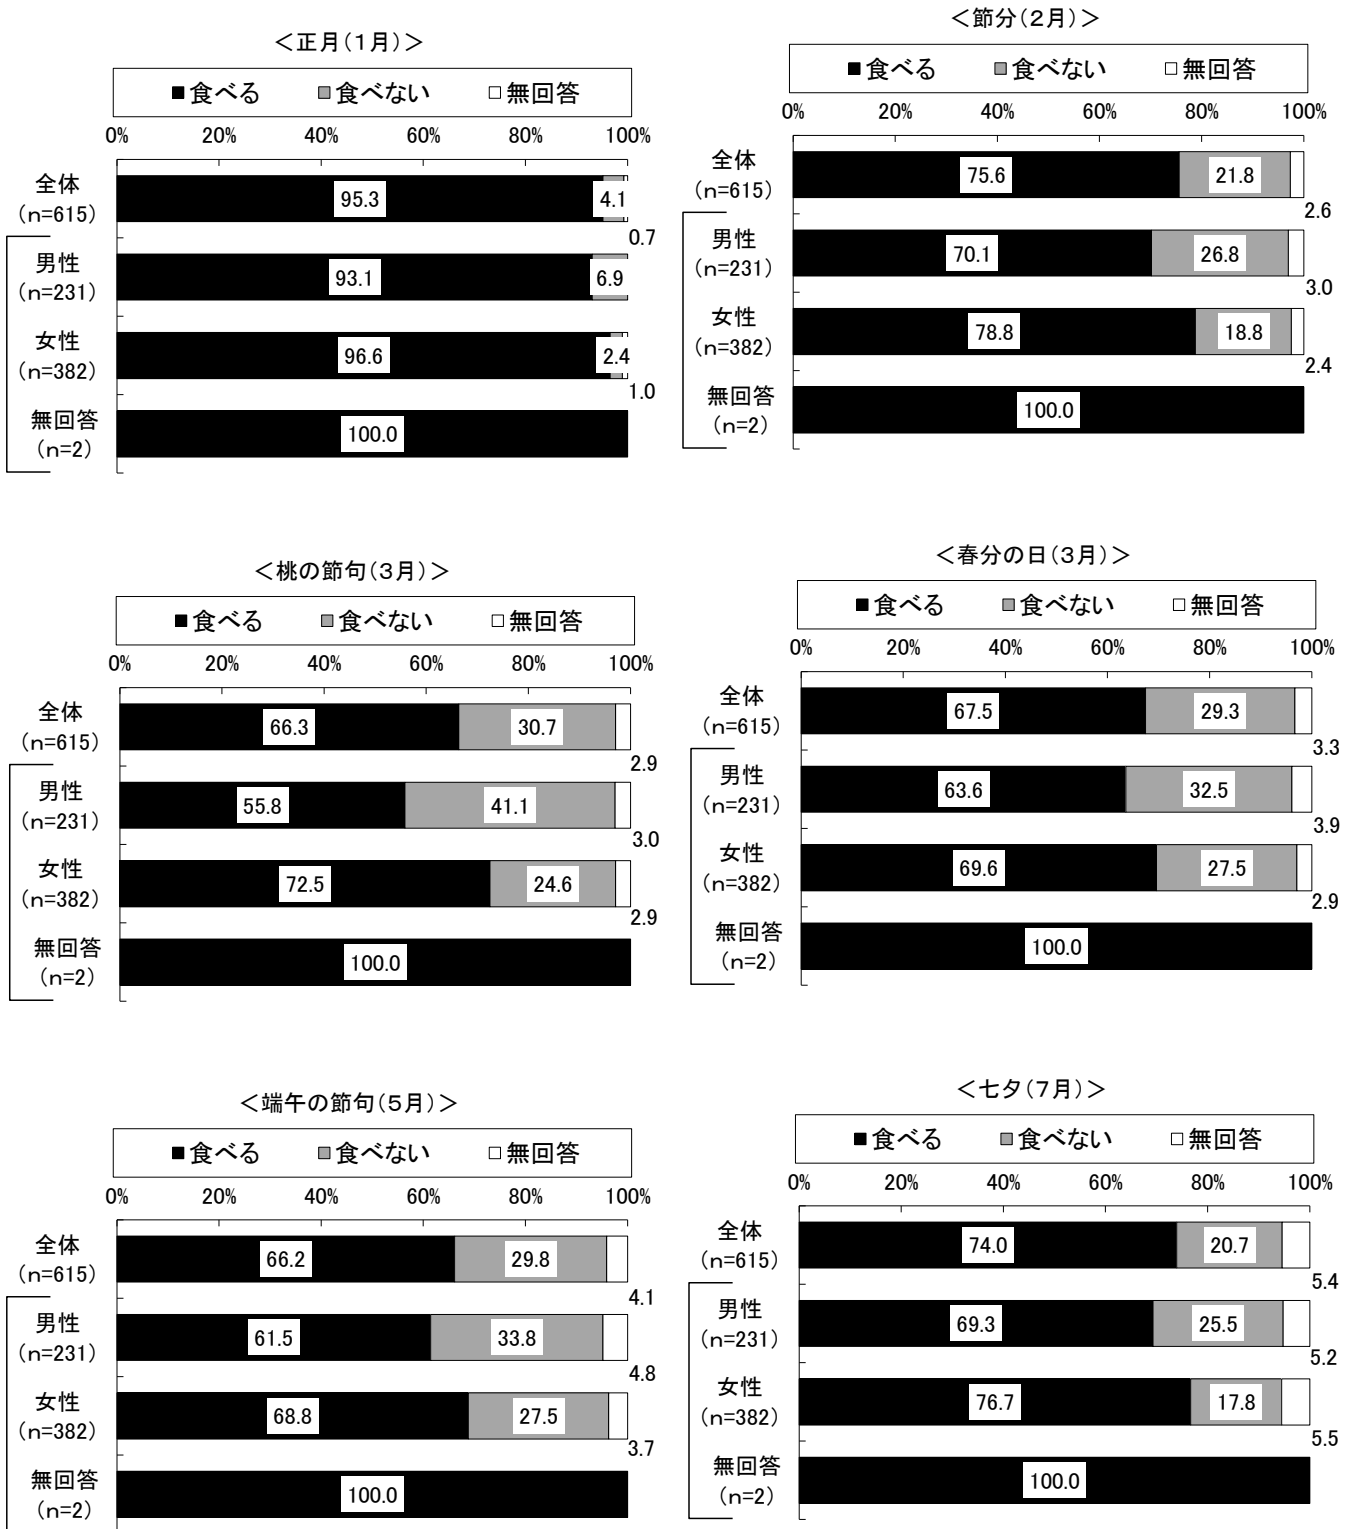 <正月(1月)>
■食べる ■食べない □無回答
0% 20% 40% 60% 80% 100%
全体
(n=615)
95.3 4.1
0.7
男性
(n=231)
93.1 6.9
女性
(n=382)
96.6 2.4
1.0
無回答
(n=2)
100.0
<節分(2月)>
■食べる ■食べない □無回答
0% 20% 40% 60% 80% 100%
全体
(n=615)
75.6 21.8
2.6
男性
(n=231)
70.1 26.8
3.0
女性
(n=382)
78.8 18.8
2.4
無回答
(n=2)
100.0
<桃の節句(3月)>
■食べる ■食べない □無回答
0% 20% 40% 60% 80% 100%
全体
(n=615)
66.3 30.7
2.9
男性
(n=231)
55.8 41.1
3.0
女性
(n=382)
72.5 24.6
2.9
無回答
(n=2)
100.0
<春分の日(3月)>
■食べる ■食べない □無回答
0% 20% 40% 60% 80% 100%
全体
(n=615)
67.5 29.3
3.3
男性
(n=231)
63.6 32.5
3.9
女性
(n=382)
69.6 27.5
2.9
無回答
(n=2)
100.0
<端午の節句(5月)>
■食べる ■食べない □無回答
0% 20% 40% 60% 80% 100%
全体
(n=615)
66.2 29.8
4.1
男性
(n=231)
61.5 33.8
4.8
女性
(n=382)
68.8 27.5
3.7
無回答
(n=2)
100.0
<七夕(7月)>
■食べる ■食べない □無回答
0% 20% 40% 60% 80% 100%
全体
(n=615)
74.0 20.7
5.4
男性
(n=231)
69.3 25.5
5.2
女性
(n=382)
76.7 17.8
5.5
無回答
(n=2)
100.0